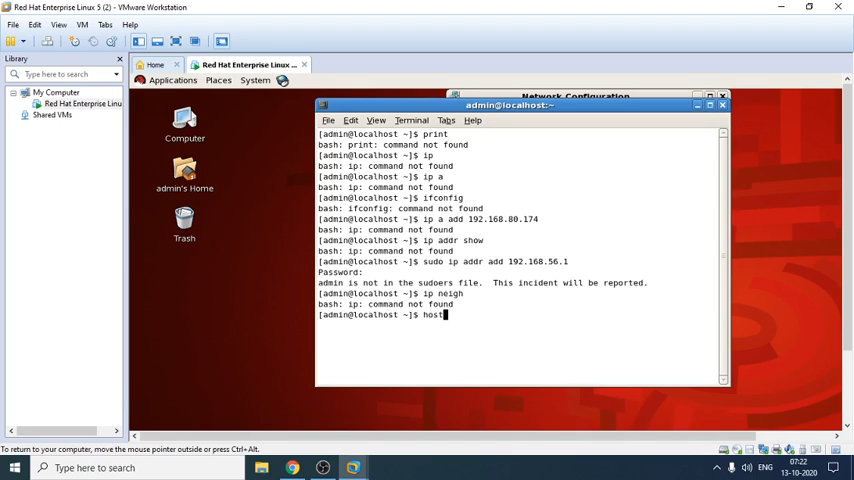 Red Hat Enterprise Linux 5 (2) - VMware Workstation
File Edit View VM Tabs Help
Library
Type here to search
My Computer
Red Hat Enterprise Linu
Shared VMs
Home
Red Hat Enterprise Linux ...
Applications Places System
Computer
admin's Home
Trash
Network Configuration
admin@localhost:~
File Edit View Terminal Tabs Help
[admin@localhost ~]$ print
bash: print: command not found
[admin@localhost ~]$ ip
bash: ip: command not found
[admin@localhost ~]$ ip a
bash: ip: command not found
[admin@localhost ~]$ ifconfig
bash: ifconfig: command not found
[admin@localhost ~]$ ip a add 192.168.80.174
bash: ip: command not found
[admin@localhost ~]$ ip addr show
bash: ip: command not found
[admin@localhost ~]$ sudo ip addr add 192.168.56.1
Password:
admin is not in the sudoers file.  This incident will be reported.
[admin@localhost ~]$ ip neigh
bash: ip: command not found
[admin@localhost ~]$ host
To return to your computer, move the mouse pointer outside or press Ctrl+Alt.
Type here to search
ENG
07:22
13-10-2020